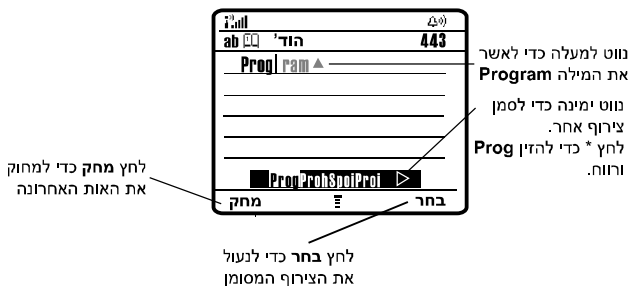 ab הוד' 443
Prog ram
נווט למעלה כדי לאשר
את המילה Program
נווט ימינה כדי לסמן
צירוף אחר.
לחץ * כדי להזין Prog
ורווח.
ProgProhSpoiProj
מחק בחר
לחץ מחק כדי למחוק
את האות האחרונה
לחץ בחר כדי לנעול
את הצירוף המסומן